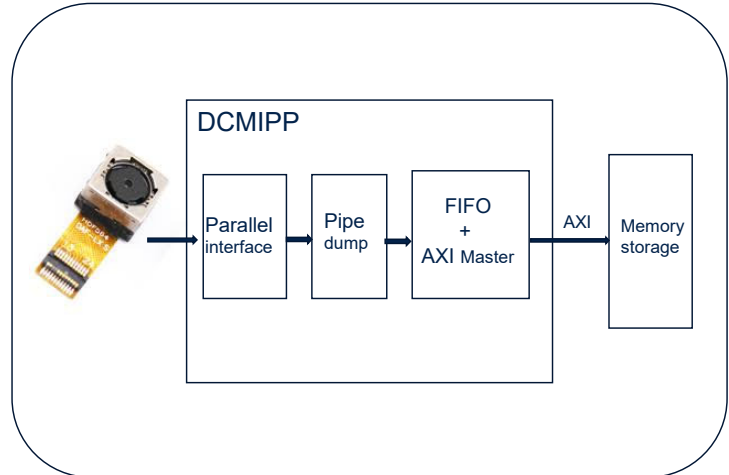 DCMIPP
Parallel
interface
Pipe
dump
FIFO
+
AXI Master
AXI
Memory
storage